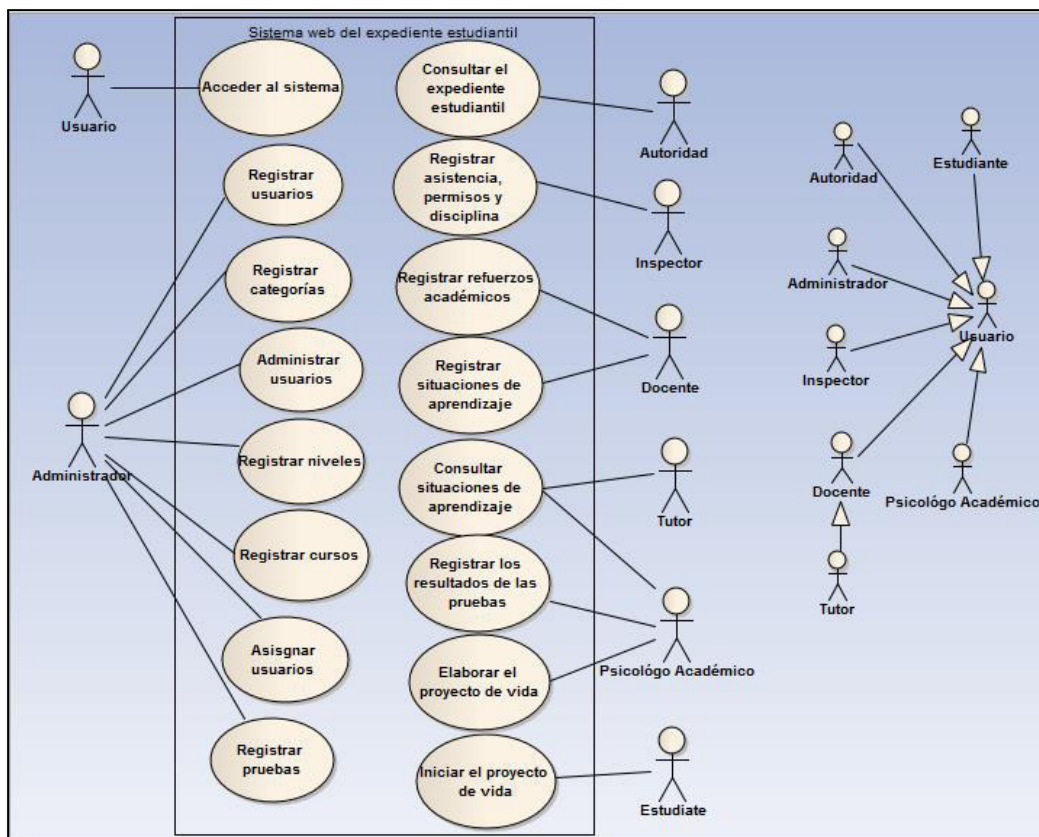 Sistema web del expediente estudiantil
Usuario
Acceder al sistema
Registrar
usuarios
Registrar
categorías
Administrar
usuarios
Registrar niveles
Registrar cursos
Asisgnar
usuarios
Registrar
pruebas
Administrador
Consultar el
expediente
estudiantil
Registrar
asistencia,
permisos y
disciplina
Registrar refuerzos
académicos
Registrar
situaciones de
aprendizaje
Consultar
situaciones de
aprendizaje
Registrar los
resultados de las
pruebas
Elaborar el
proyecto de vida
Iniciar el proyecto
de vida
Autoridad
Inspector
Docente
Tutor
Psicológo Académico
Estudiate
Autoridad
Estudiante
Administrador
Usuario
Inspector
Docente
Psicológo Académico
Tutor